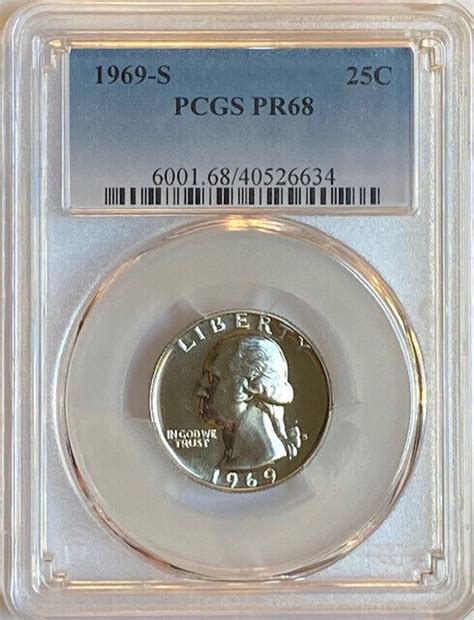 1969-S 25C
PCGS PR68
6001.68/40526634
LIBERTY
IN GOD WE
TRUST
S
1969